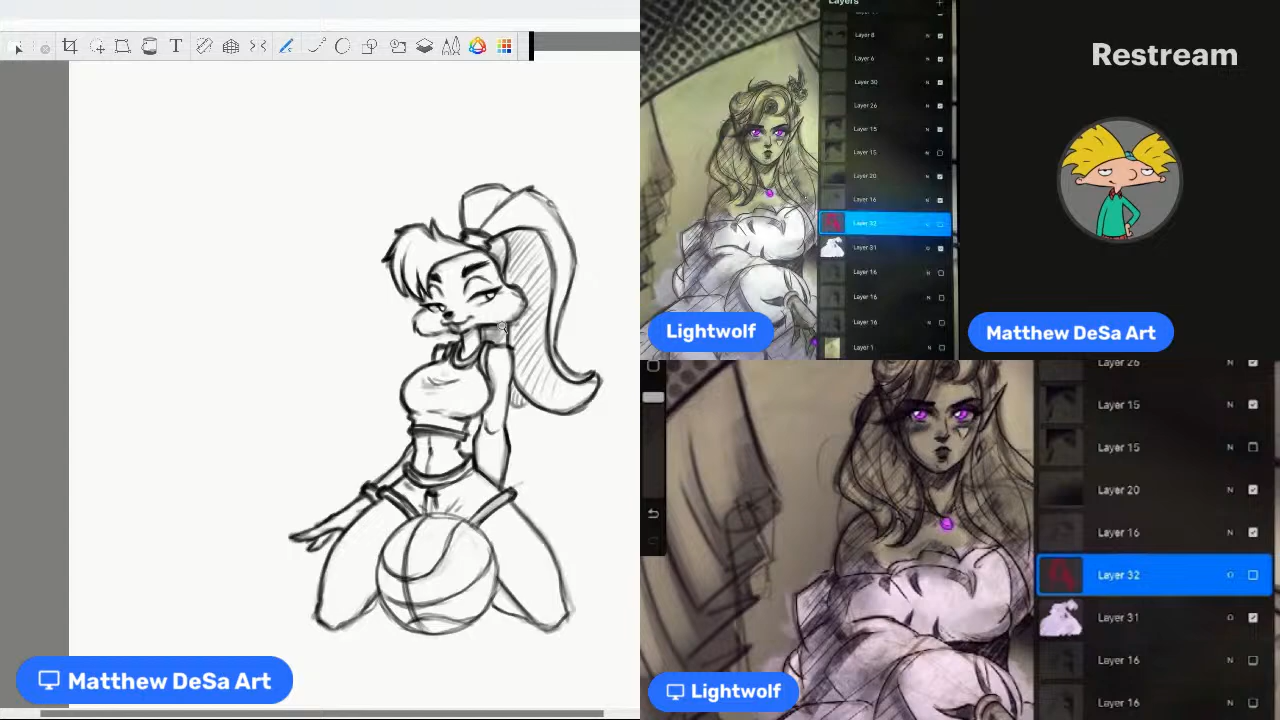 Layers
Layer 8
Layer 6
Layer 30
Layer 26
Layer 15
Layer 15
Layer 20
Layer 16
Layer 32
Layer 31
Layer 16
Layer 16
Layer 16
Layer 1
Lightwolf
Restream
Matthew DeSa Art
Matthew DeSa Art
Layer 26
Layer 15 N
Layer 15 N
Layer 20 N
Layer 16 N
Layer 32 O
Layer 31 O
Layer 16 N
Layer 16 N
Lightwolf